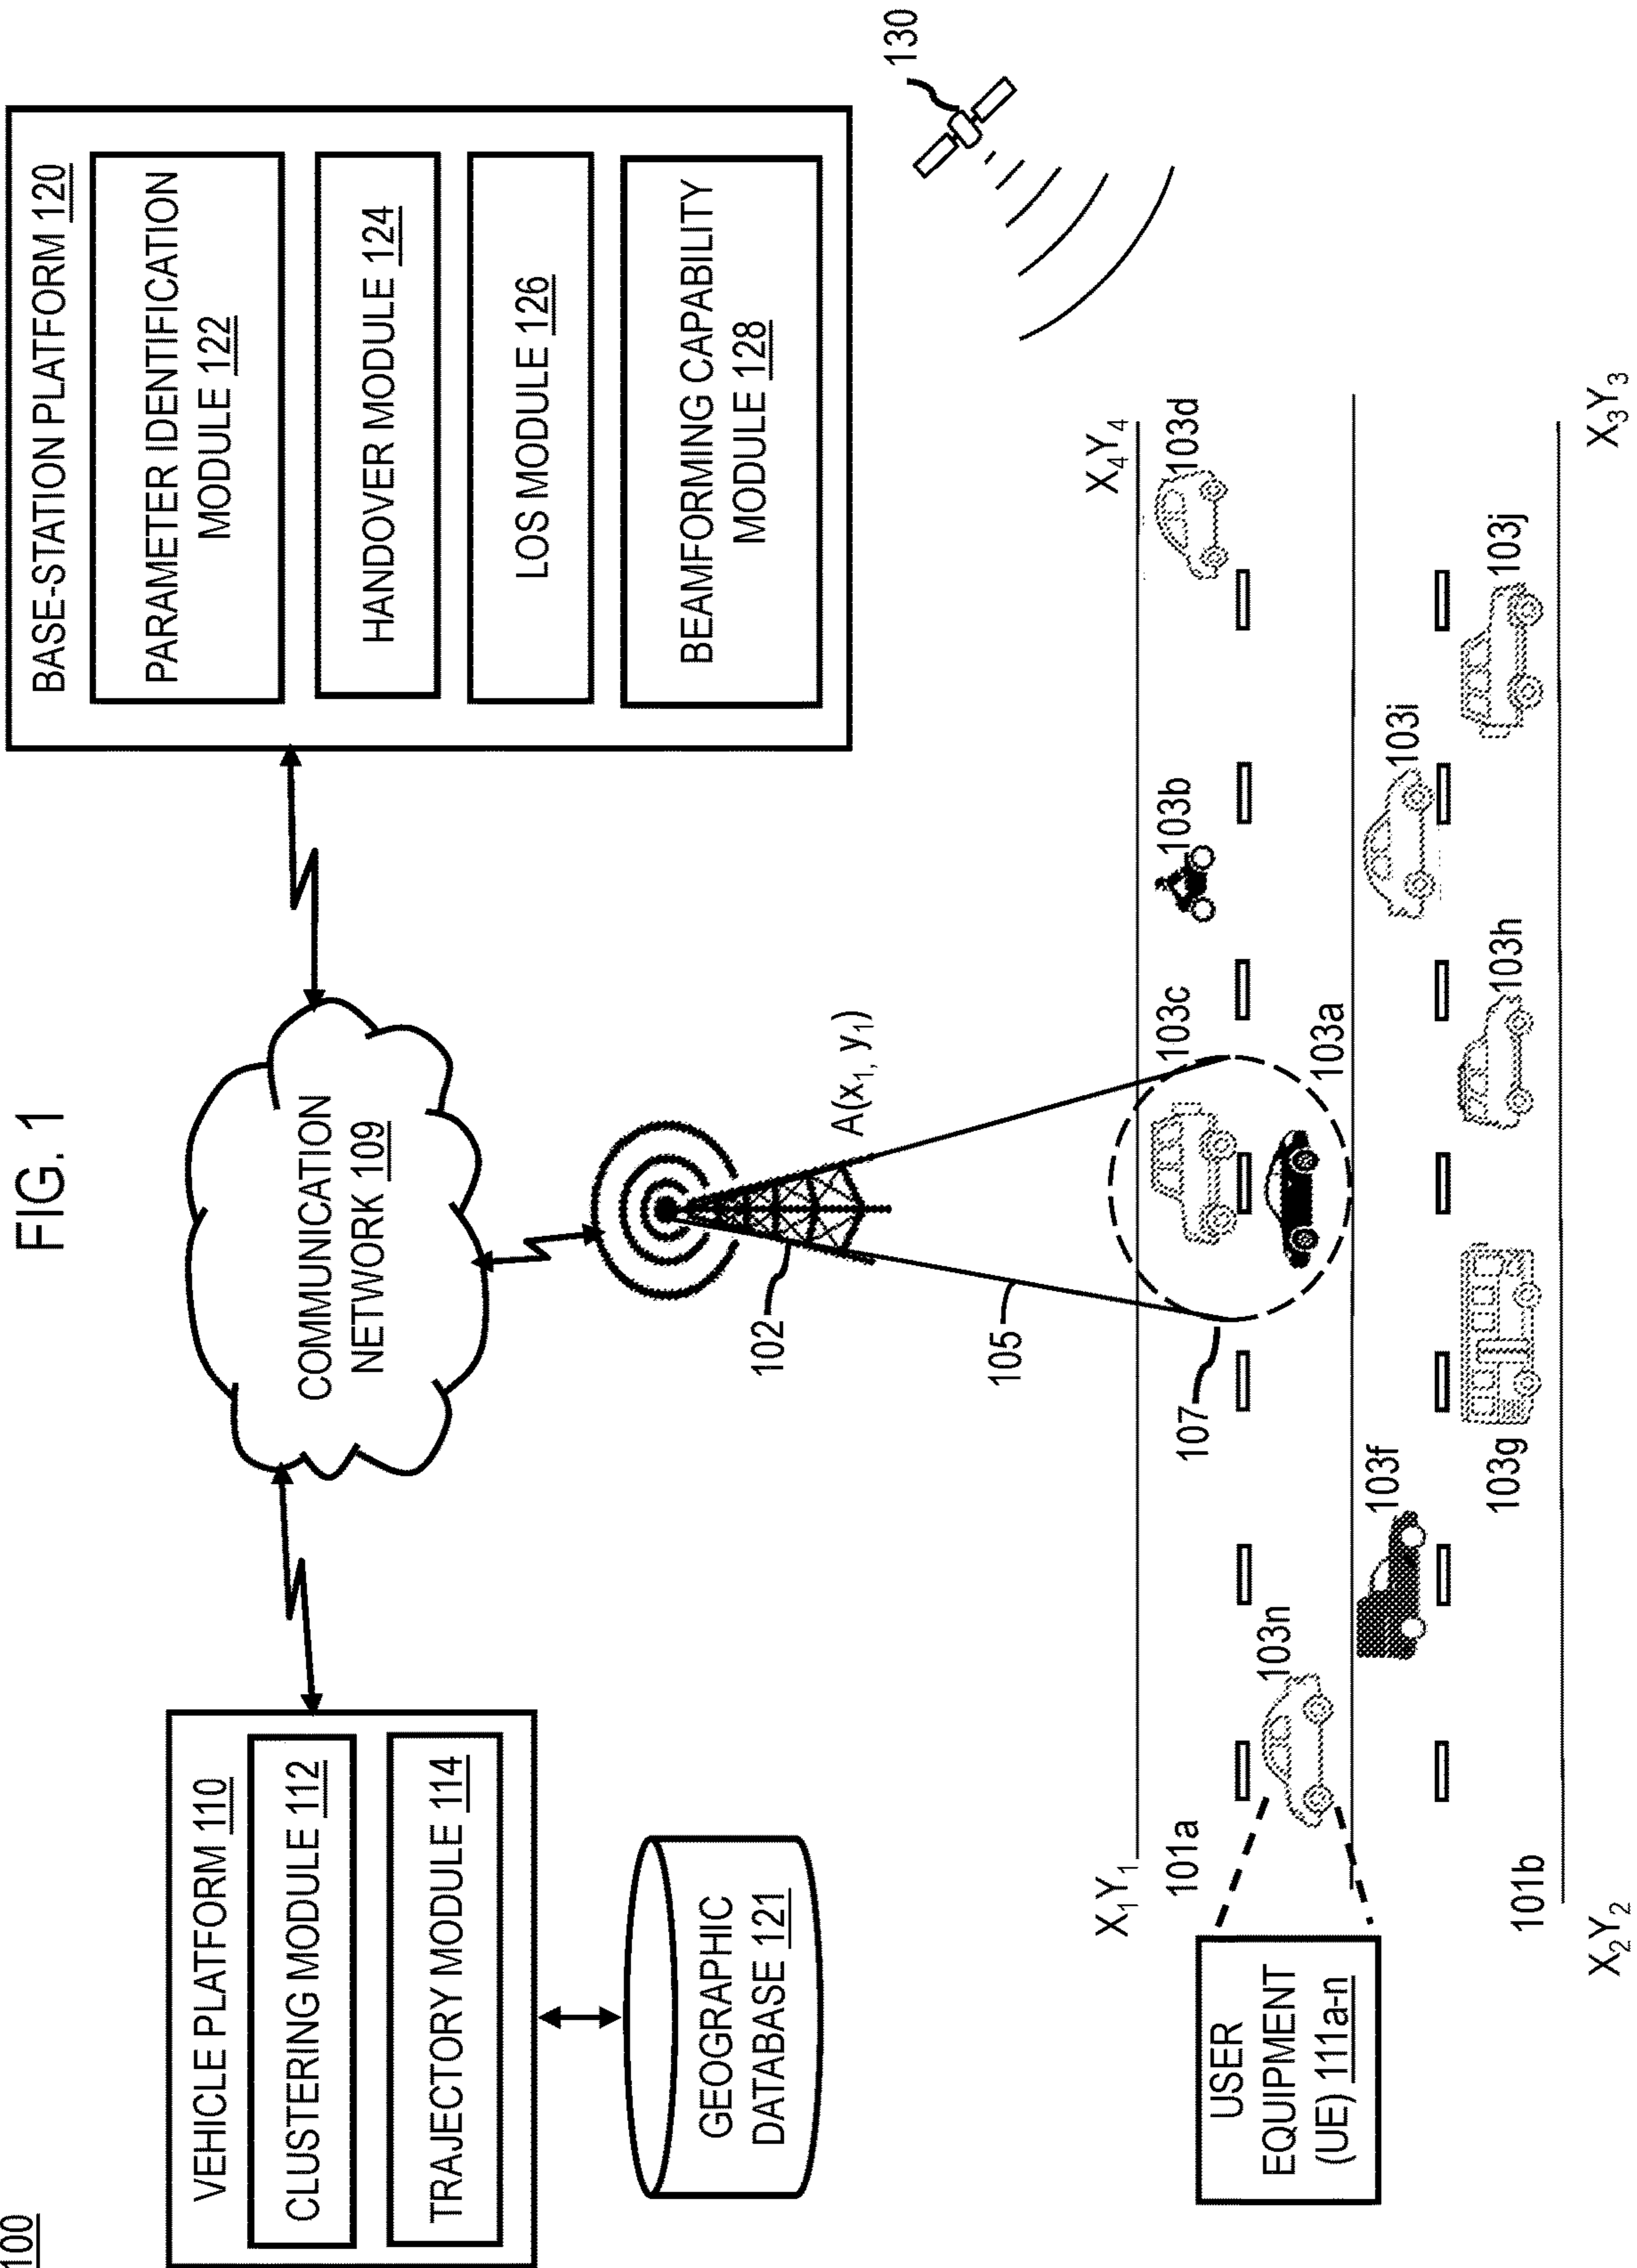 FIG. 1
100
VEHICLE PLATFORM 110
CLUSTERING MODULE 112
TRAJECTORY MODULE 114
GEOGRAPHIC
DATABASE 121
COMMUNICATION
NETWORK 109
BASE-STATION PLATFORM 120
PARAMETER IDENTIFICATION
MODULE 122
HANDOVER MODULE 124
LOS MODULE 126
BEAMFORMING CAPABILITY
MODULE 128
130
102
A(x₁, y₁)
105
X₁Y₁
X₄Y₄
101a
107
103c
103b
103d
USER
EQUIPMENT
(UE) 111a-n
103n
103a
103f
103i
101b
103g
103h
103j
X₂Y₂
X₃Y₃